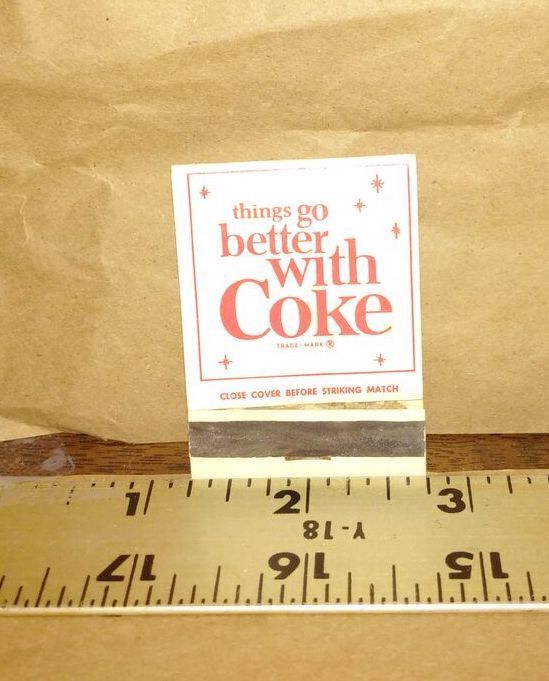 things go
better
with
Coke
TRADE-MARK ®
CLOSE COVER BEFORE STRIKING MATCH
1 2 3
Y-18
17 16 15